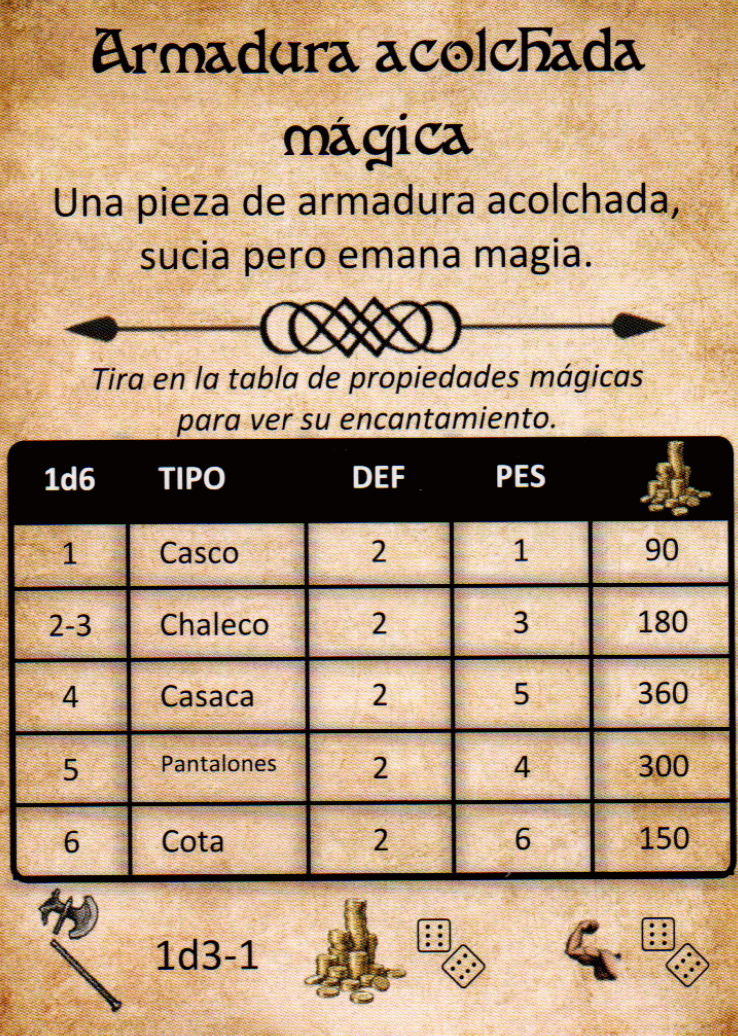 Armadura acolchada
mágica
Una pieza de armadura acolchada,
sucia pero emana magia.
Tira en la tabla de propiedades mágicas
para ver su encantamiento.
1d6 TIPO DEF PES
1 Casco 2 1 90
2-3 Chaleco 2 3 180
4 Casaca 2 5 360
5 Pantalones 2 4 300
6 Cota 2 6 150
1d3-1